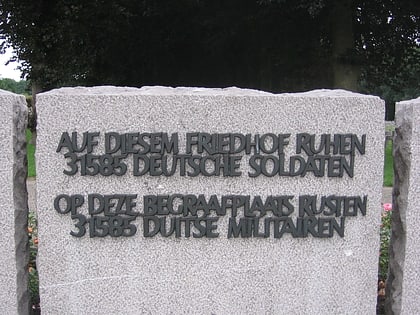 AUF DIESEM FRIEDHOF RUHEN
31585 DEUTSCHE SOLDATEN
OP DEZE BEGRAAFPLAATS RUSTEN
31585 DUITSE MILITAIREN